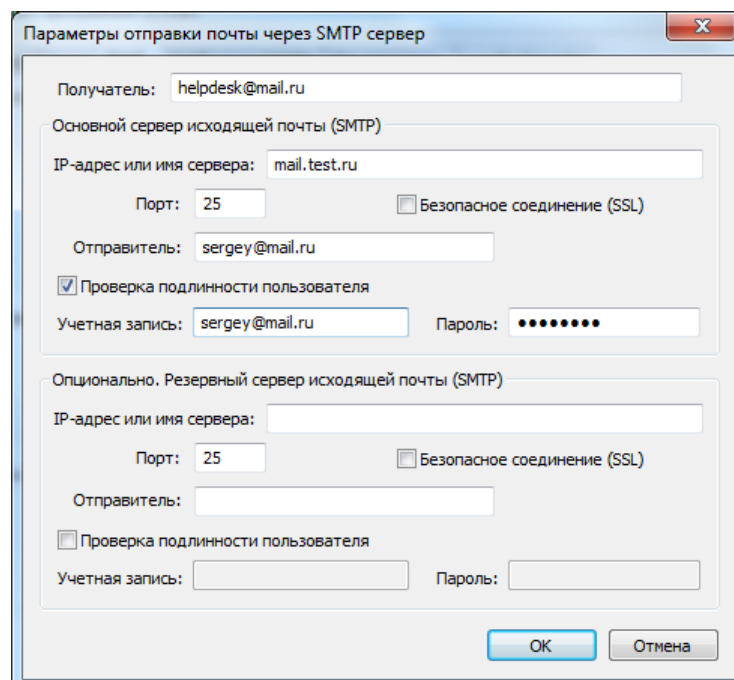 Параметры отправки почты через SMTP сервер
Получатель: helpdesk@mail.ru
Основной сервер исходящей почты (SMTP)
IP-адрес или имя сервера: mail.test.ru
Порт: 25 Безопасное соединение (SSL)
Отправитель: sergey@mail.ru
Проверка подлинности пользователя
Учетная запись: sergey@mail.ru Пароль: ●●●●●●●●
Опционально. Резервный сервер исходящей почты (SMTP)
IP-адрес или имя сервера:
Порт: 25 Безопасное соединение (SSL)
Отправитель:
Проверка подлинности пользователя
Учетная запись: Пароль:
OK Отмена